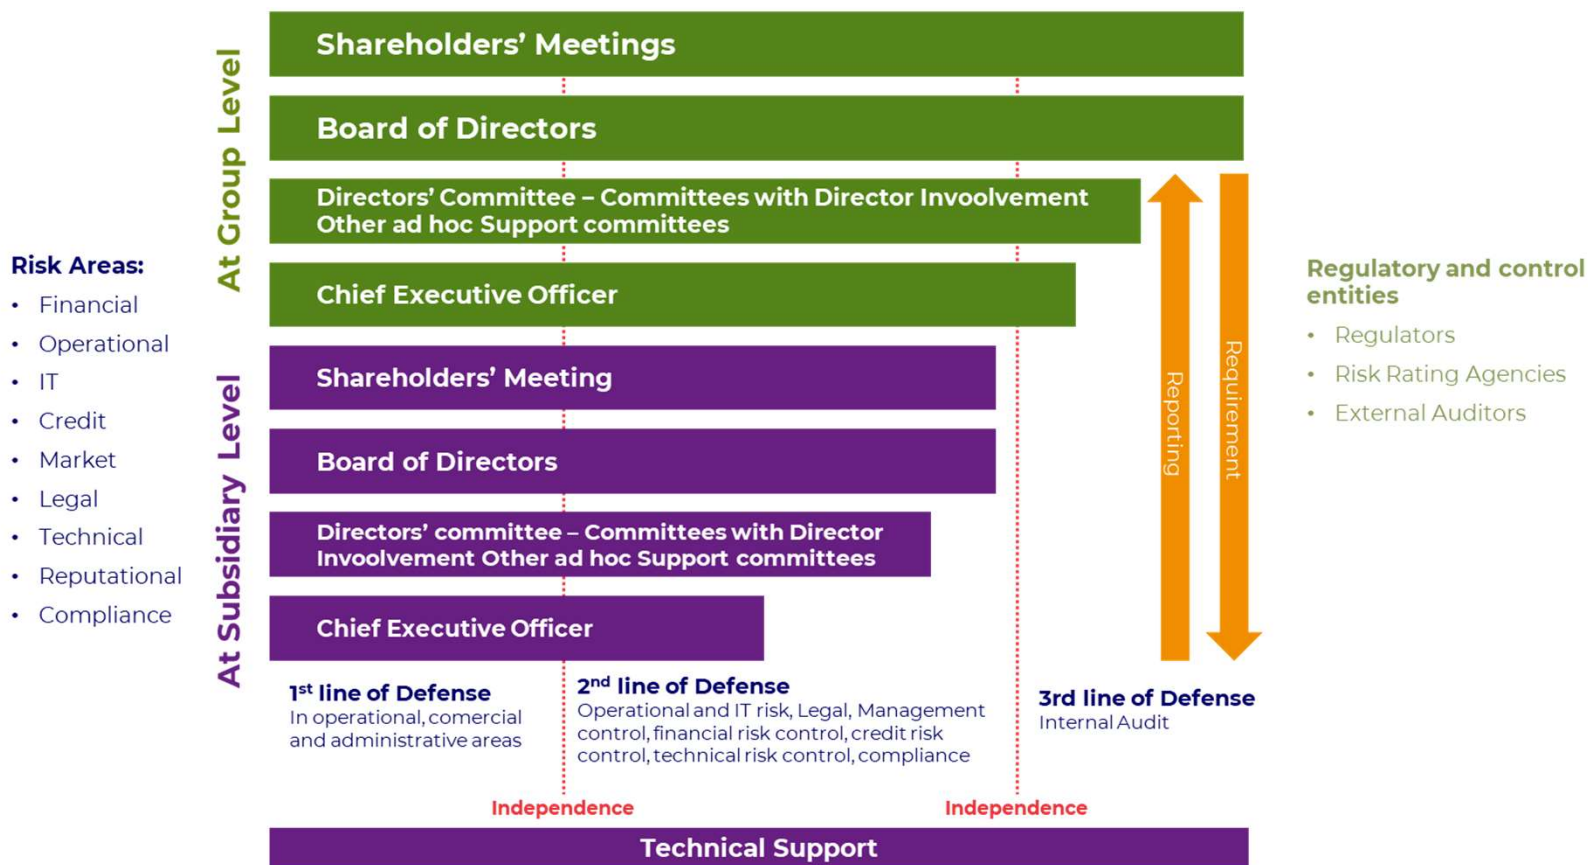 At Group Level
Shareholders’ Meetings
Board of Directors
Directors’ Committee – Committees with Director Invoolvement
Other ad hoc Support committees
Chief Executive Officer
At Subsidiary Level
Shareholders’ Meeting
Board of Directors
Directors’ committee – Committees with Director
Invoolvement Other ad hoc Support committees
Chief Executive Officer
Risk Areas:
• Financial
• Operational
• IT
• Credit
• Market
• Legal
• Technical
• Reputational
• Compliance
Reporting
Requirement
Regulatory and control
entities
• Regulators
• Risk Rating Agencies
• External Auditors
1st line of Defense
In operational, comercial
and administrative areas
2nd line of Defense
Operational and IT risk, Legal, Management
control, financial risk control, credit risk
control, technical risk control, compliance
3rd line of Defense
Internal Audit
Independence
Independence
Technical Support